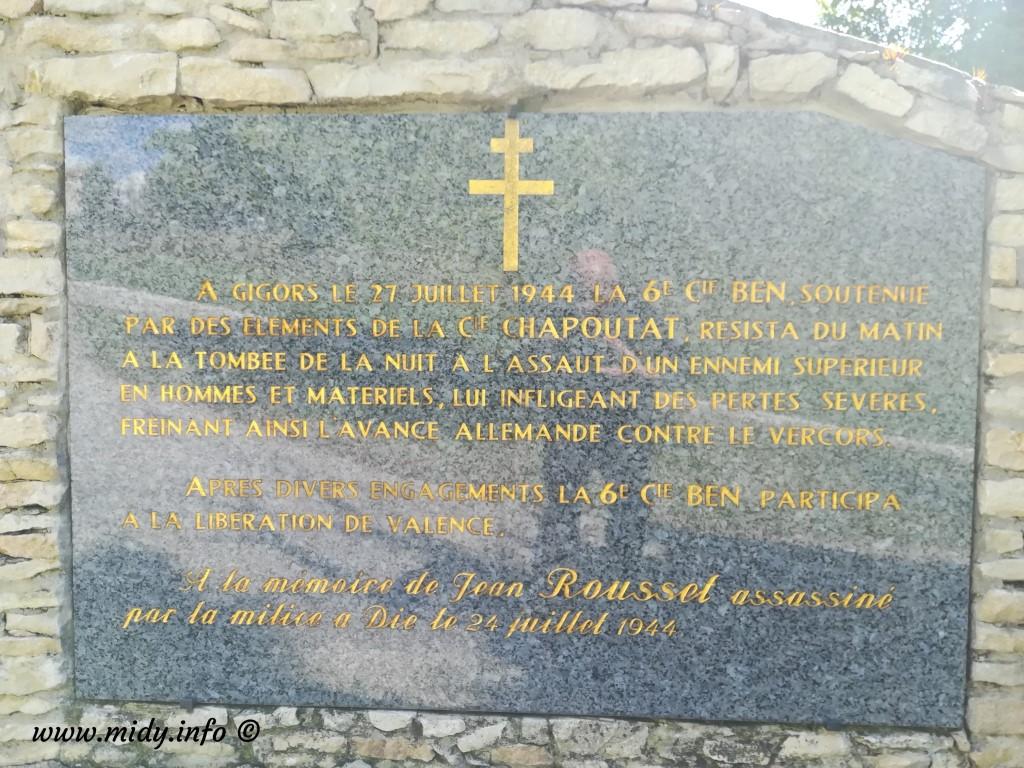 A GIGORS LE 27 JUILLET 1944 LA 6E CIE BEN, SOUTENUE
PAR DES ELEMENTS DE LA CIE CHAPOUTAT, RESISTA DU MATIN
A LA TOMBEE DE LA NUIT A L'ASSAUT D'UN ENNEMI SUPERIEUR
EN HOMMES ET MATERIELS, LUI INFLIGEANT DES PERTES SEVERES,
FREINANT AINSI L'AVANCE ALLEMANDE CONTRE LE VERCORS.
APRES DIVERS ENGAGEMENTS LA 6E CIE BEN PARTICIPA
A LA LIBERATION DE VALENCE.
A la mémoire de Jean Rousset assassiné
par la milice a Die le 24 juillet 1944
www.midy.info ©